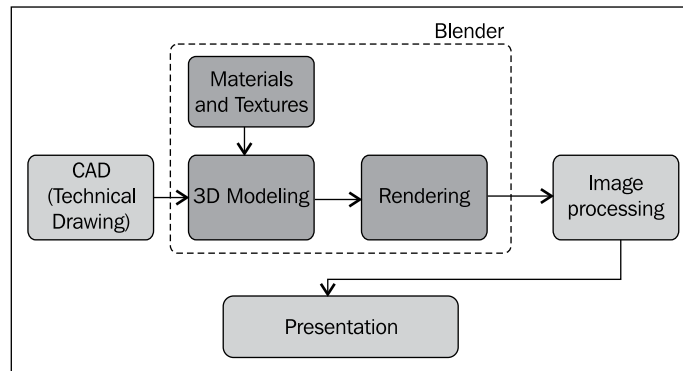 Blender
Materials
and Textures
CAD
(Technical
Drawing)
3D Modeling
Rendering
Image
processing
Presentation